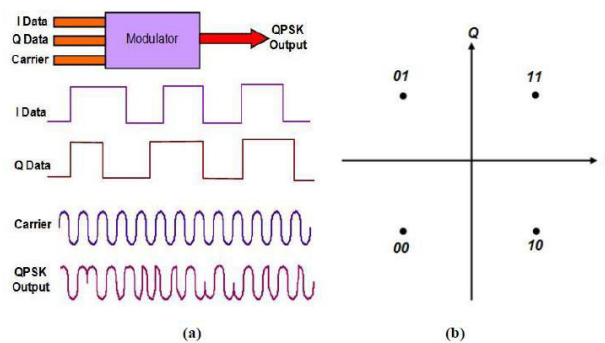 I Data
Q Data
Carrier
Modulator
QPSK
Output
I Data
Q Data
Carrier
QPSK
Output
(a)
Q
01
11
00
10
(b)